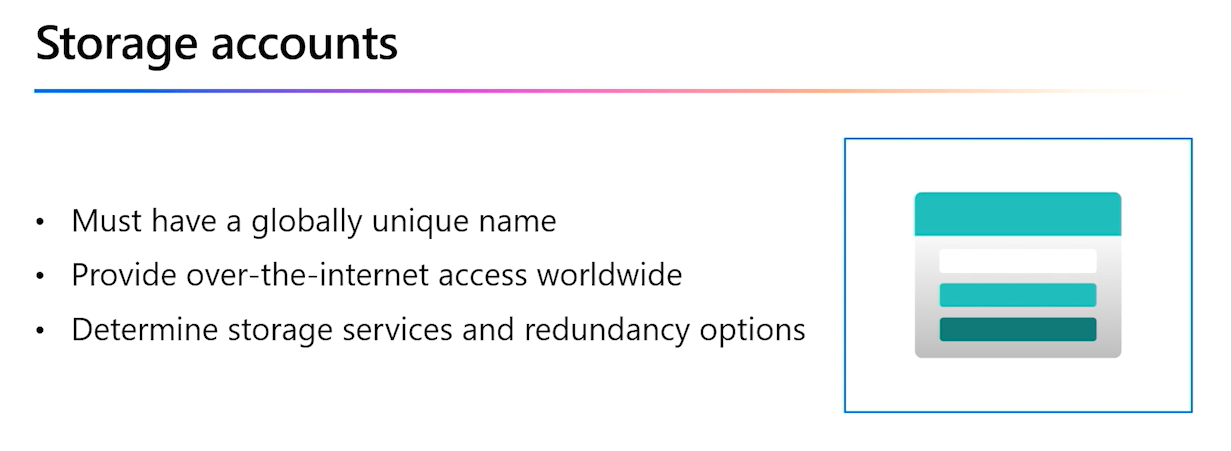 Storage accounts
• Must have a globally unique name
• Provide over-the-internet access worldwide
• Determine storage services and redundancy options